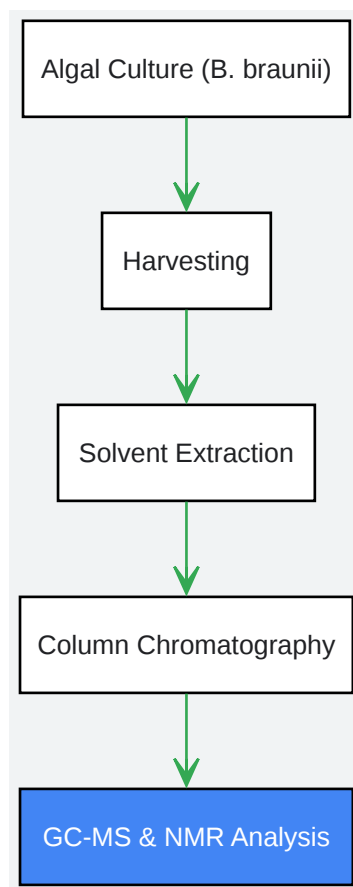 Algal Culture (B. braunii)
Harvesting
Solvent Extraction
Column Chromatography
GC-MS & NMR Analysis